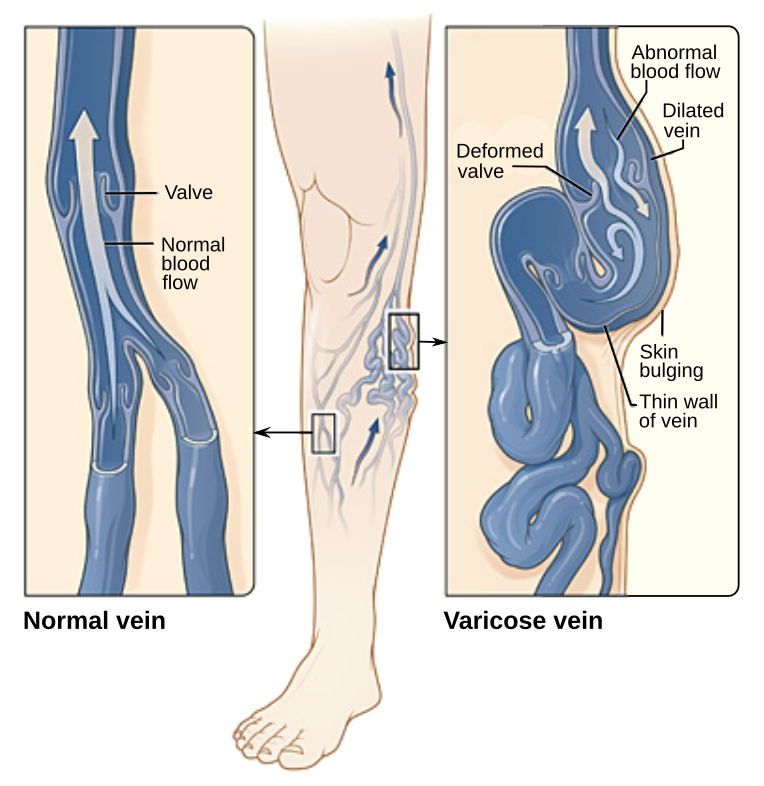 Valve
Normal
blood
flow
Normal vein
Abnormal
blood flow
Dilated
vein
Deformed
valve
Skin
bulging
Thin wall
of vein
Varicose vein